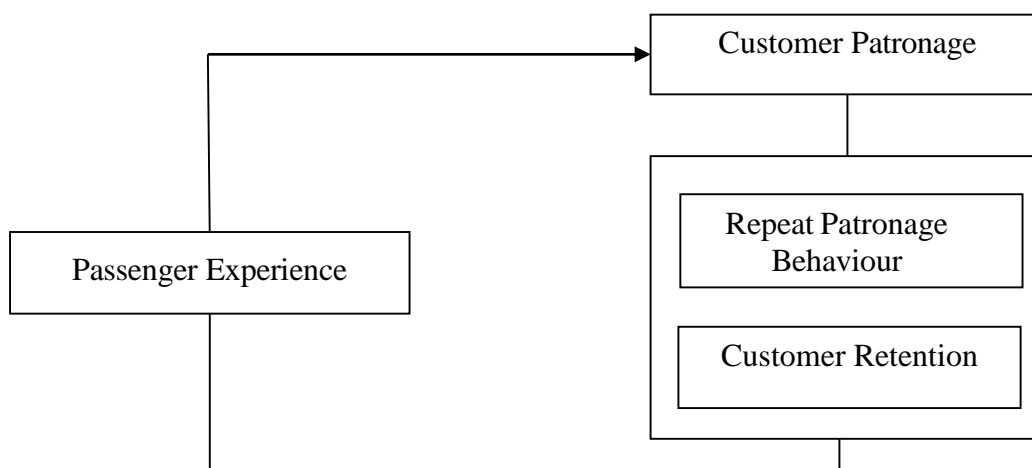 Customer Patronage
Repeat Patronage
Behaviour
Passenger Experience
Customer Retention